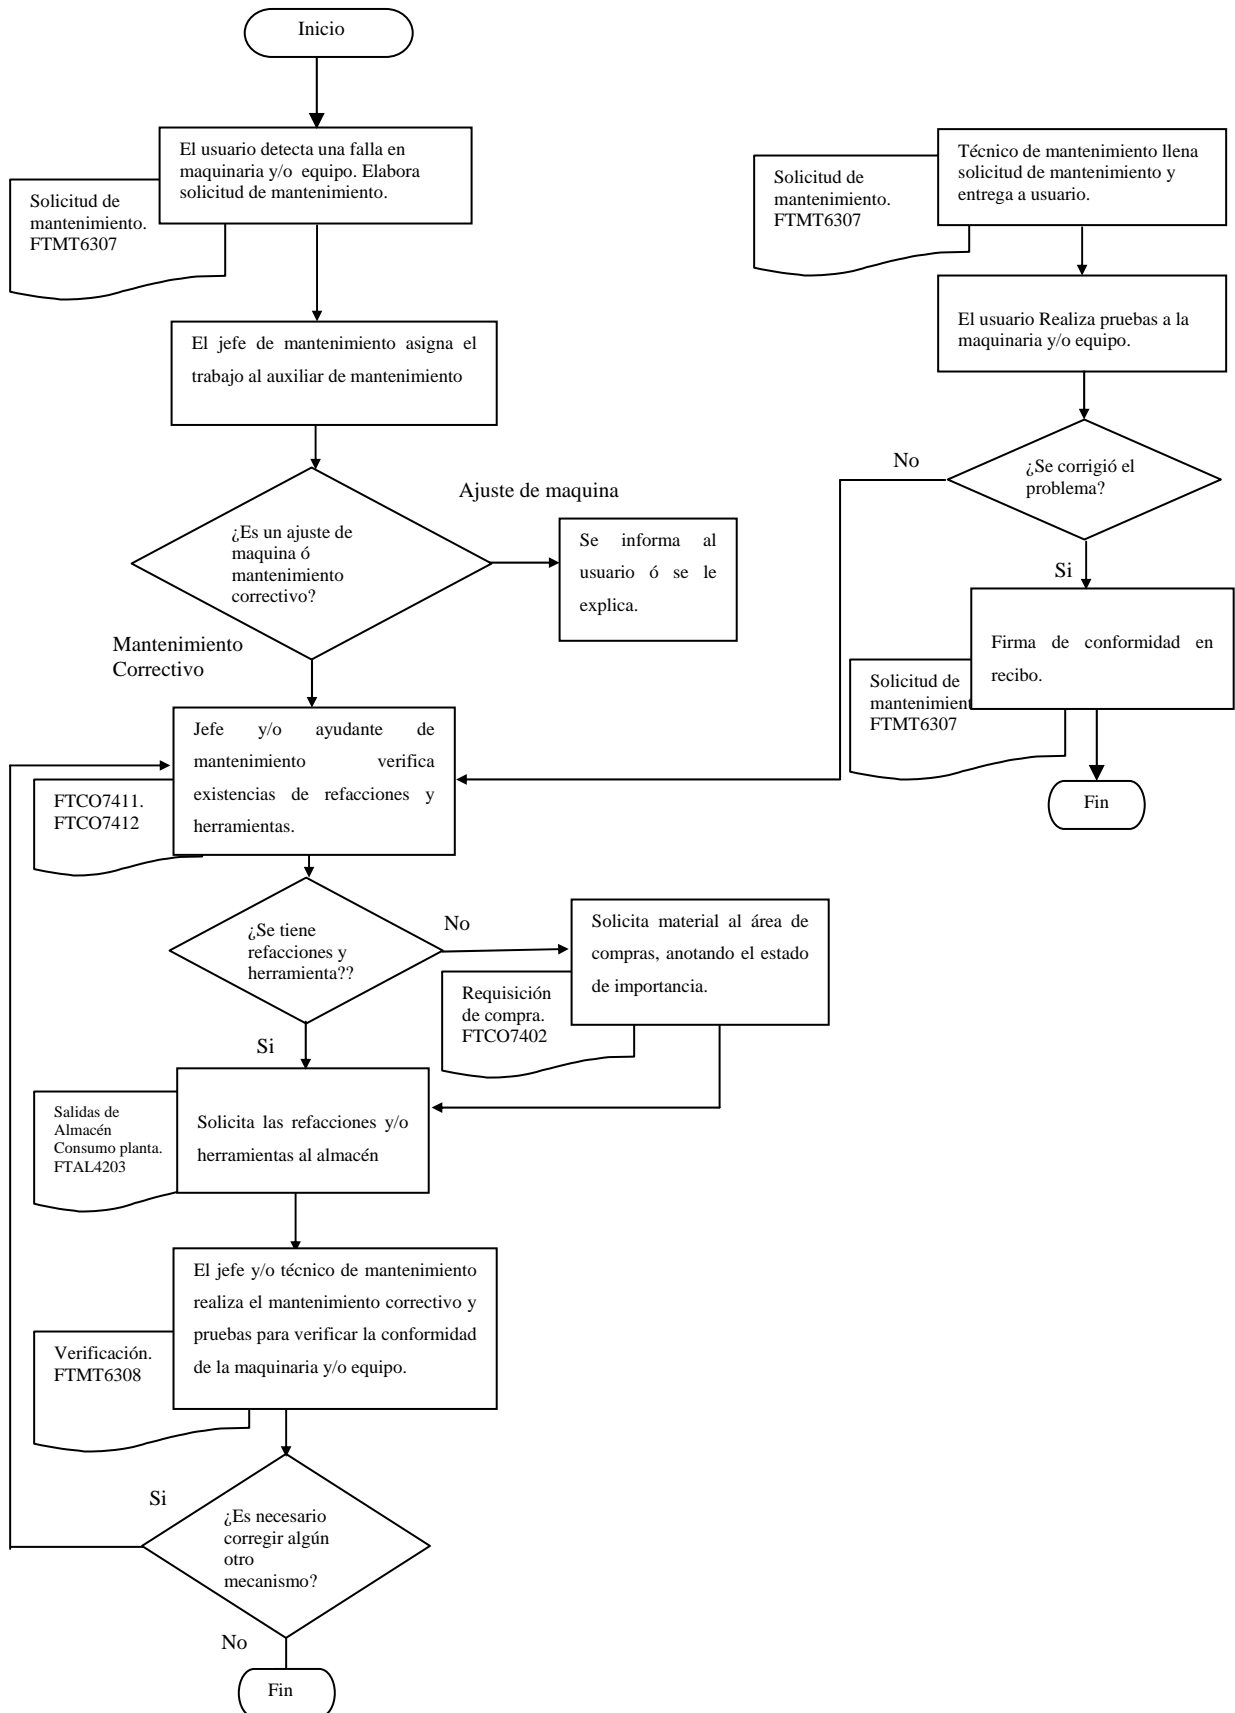 Inicio
El usuario detecta una falla en
maquinaria y/o equipo. Elabora
solicitud de mantenimiento.
Solicitud de
mantenimiento.
FTMT6307
El jefe de mantenimiento asigna el
trabajo al auxiliar de mantenimiento
¿Es un ajuste de
maquina ó
mantenimiento
correctivo?
Ajuste de maquina
Se informa al
usuario ó se le
explica.
Mantenimiento
Correctivo
Jefe y/o ayudante de
mantenimiento verifica
existencias de refacciones y
herramientas.
FTCO7411.
FTCO7412
¿Se tiene
refacciones y
herramienta??
No
Solicita material al área de
compras, anotando el estado
de importancia.
Requisición
de compra.
FTCO7402
Si
Solicita las refacciones y/o
herramientas al almacén
Salidas de
Almacén
Consumo planta.
FTAL4203
El jefe y/o técnico de mantenimiento
realiza el mantenimiento correctivo y
pruebas para verificar la conformidad
de la maquinaria y/o equipo.
Verificación.
FTMT6308
Si
¿Es necesario
corregir algún
otro
mecanismo?
No
Fin
Técnico de mantenimiento llena
solicitud de mantenimiento y
entrega a usuario.
Solicitud de
mantenimiento.
FTMT6307
El usuario Realiza pruebas a la
maquinaria y/o equipo.
No
¿Se corrigió el
problema?
Si
Firma de conformidad en
recibo.
Solicitud de
mantenimient
FTMT6307
Fin